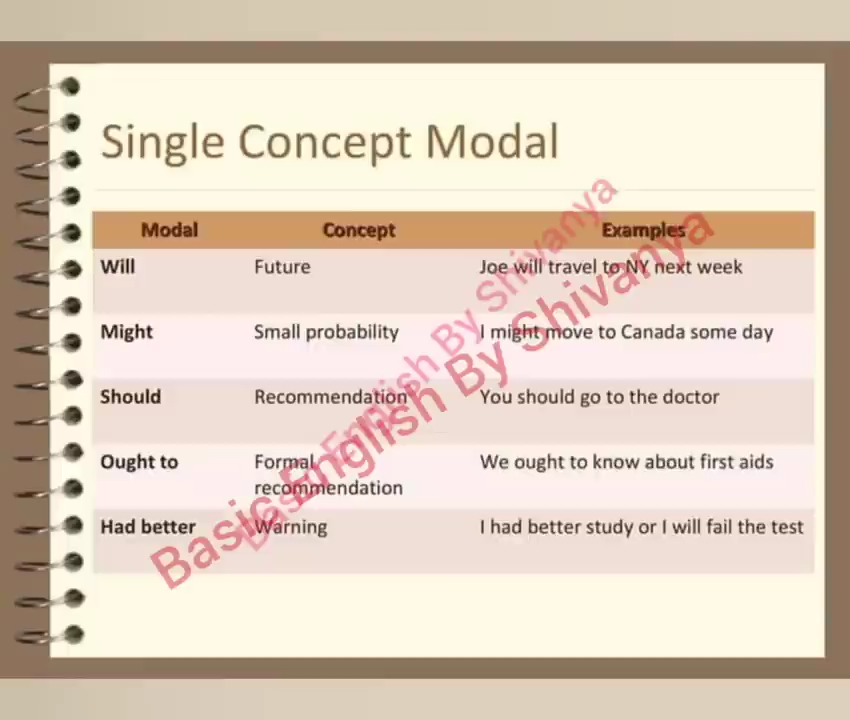 Single Concept Modal
Modal Concept Examples
Will Future Joe will travel to NY next week
Might Small probability I might move to Canada some day
Should Recommendation You should go to the doctor
Ought to Formal recommendation We ought to know about first aids
Had better Warning I had better study or I will fail the test
Basic English By Shivanya
Basic English By Shivanya